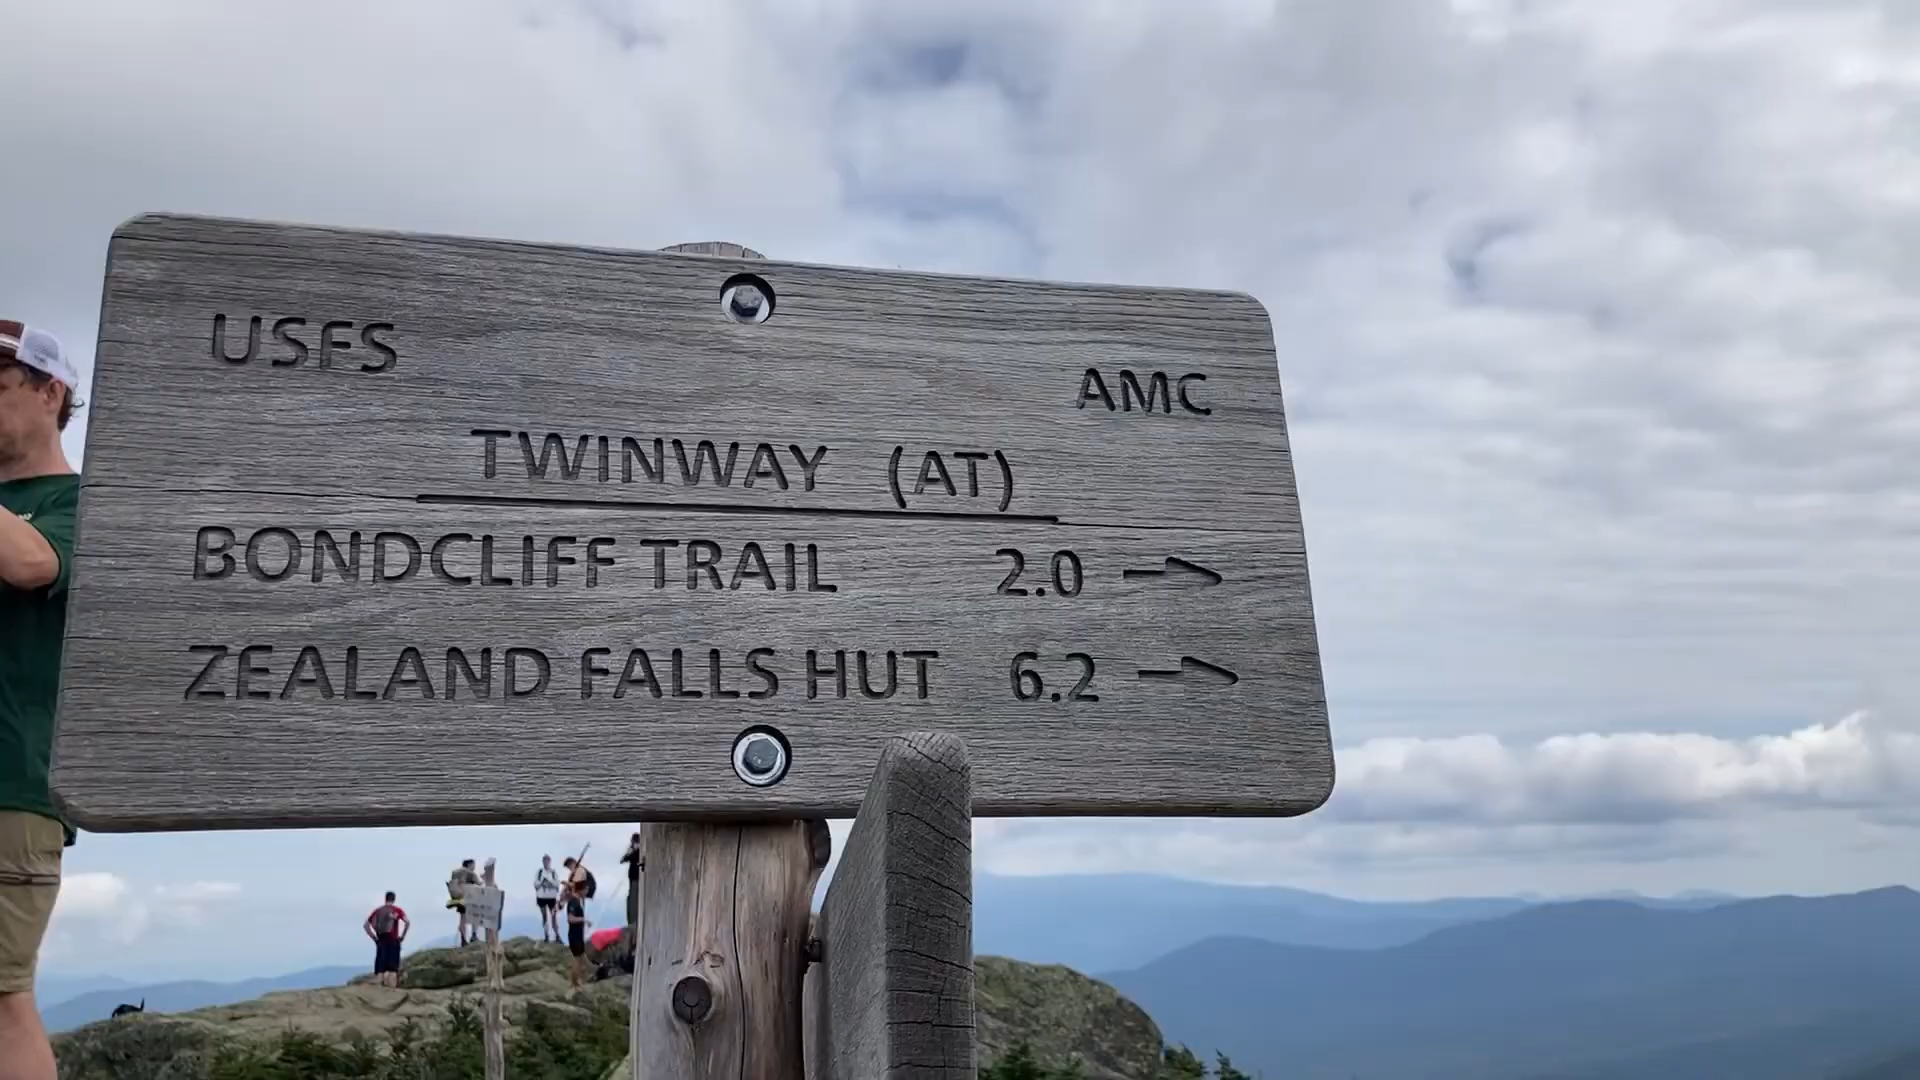 USFS
AMC
TWINWAY (AT)
BONDCLIFF TRAIL 2.0 →
ZEALAND FALLS HUT 6.2 →